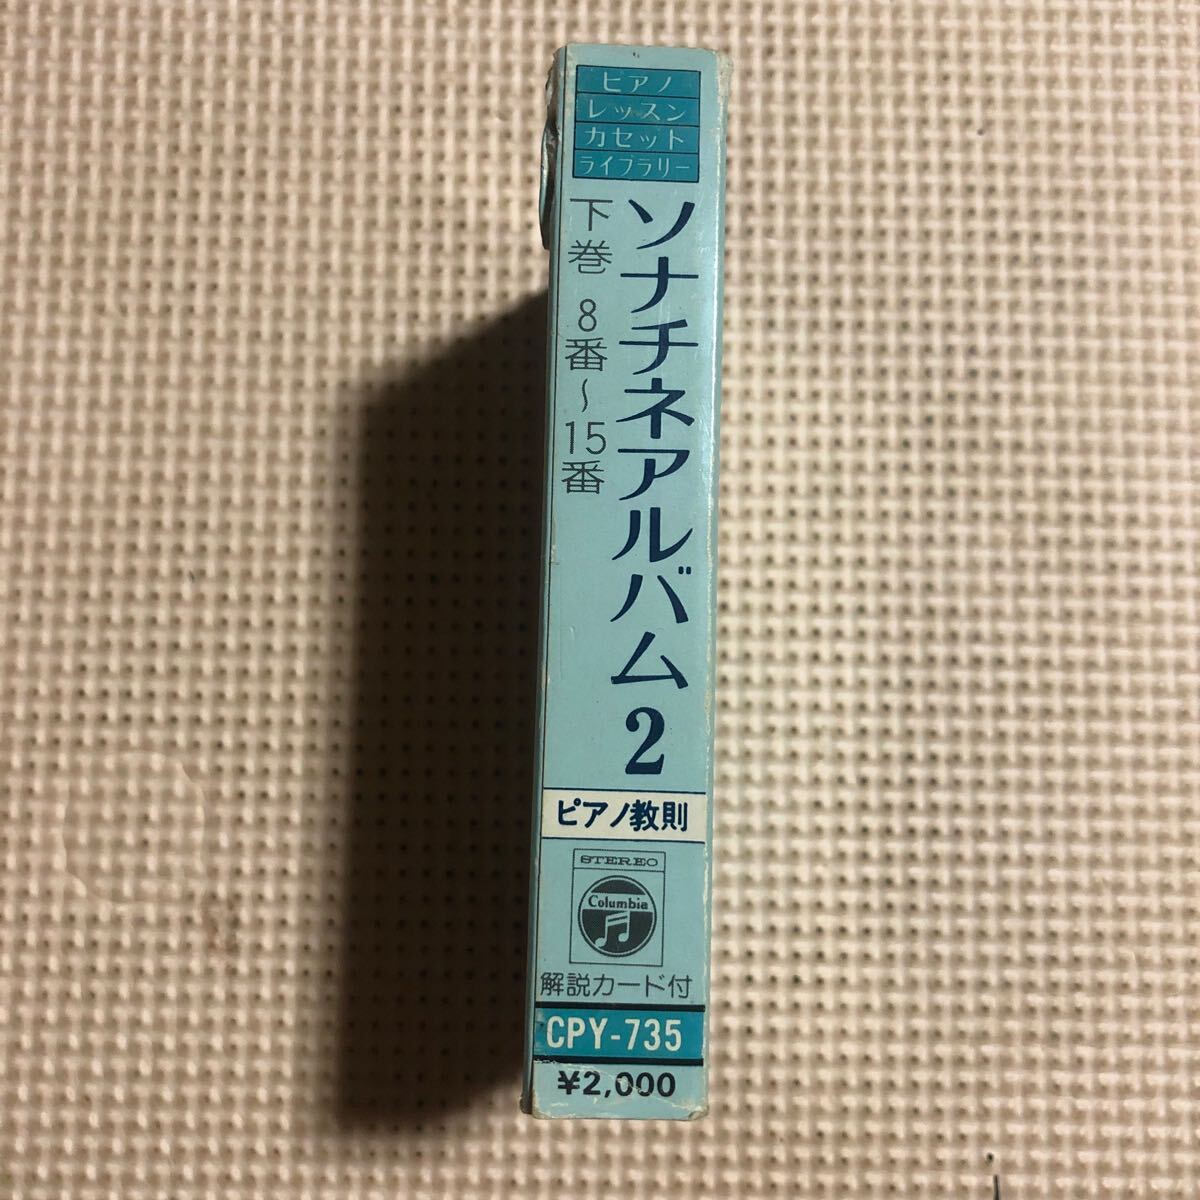 ピアノ
レッスン
カセット
ライブラリー
ソナチネアルバム2
下巻 8番〜15番
ピアノ教則
STEREO
Columbia
解説カード付
CPY-735
¥2,000